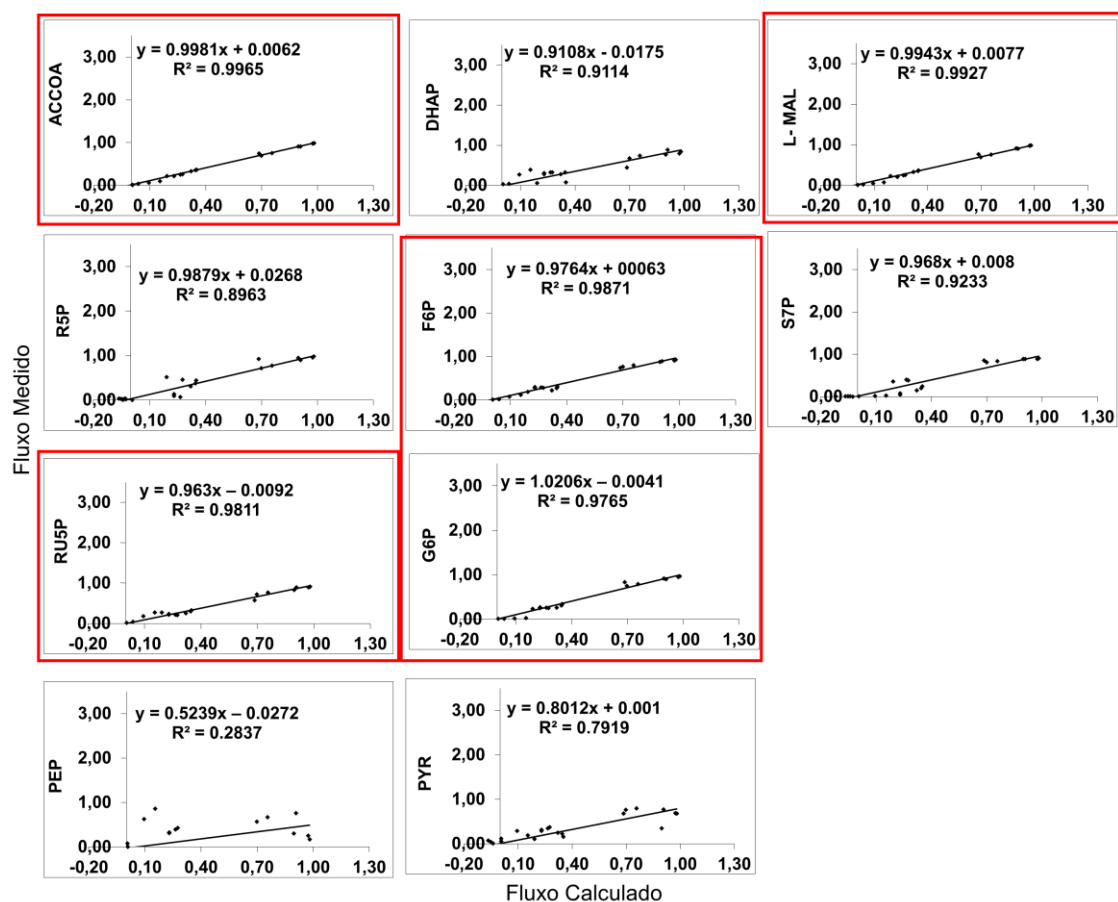 y = 0.9981x + 0.0062
R² = 0.9965
ACCOA
3,00
2,00
1,00
0,00
-0,20 0,10 0,40 0,70 1,00 1,30
y = 0.9108x - 0.0175
R² = 0.9114
DHAP
3,00
2,00
1,00
0,00
-0,20 0,10 0,40 0,70 1,00 1,30
y = 0.9943x + 0.0077
R² = 0.9927
L- MAL
3,00
2,00
1,00
0,00
-0,20 0,10 0,40 0,70 1,00 1,30
Fluxo Medido
y = 0.9879x + 0.0268
R² = 0.8963
R5P
3,00
2,00
1,00
0,00
-0,20 0,10 0,40 0,70 1,00 1,30
y = 0.9764x + 00063
R² = 0.9871
F6P
3,00
2,00
1,00
0,00
-0,20 0,10 0,40 0,70 1,00 1,30
y = 0.968x + 0.008
R² = 0.9233
S7P
3,00
2,00
1,00
0,00
-0,20 0,10 0,40 0,70 1,00 1,30
y = 0.963x – 0.0092
R² = 0.9811
RU5P
3,00
2,00
1,00
0,00
-0,20 0,10 0,40 0,70 1,00 1,30
y = 1.0206x – 0.0041
R² = 0.9765
G6P
3,00
2,00
1,00
0,00
-0,20 0,10 0,40 0,70 1,00 1,30
y = 0.5239x – 0.0272
R² = 0.2837
PEP
3,00
2,00
1,00
0,00
-0,20 0,10 0,40 0,70 1,00 1,30
y = 0.8012x + 0.001
R² = 0.7919
PYR
3,00
2,00
1,00
0,00
-0,20 0,10 0,40 0,70 1,00 1,30
Fluxo Calculado